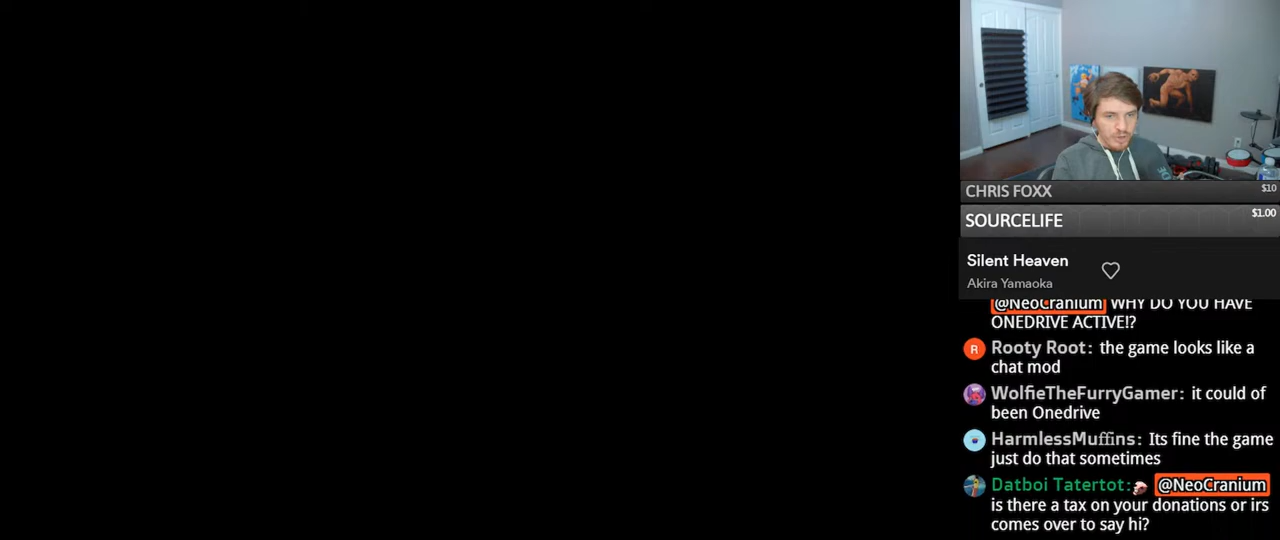 CHRIS FOXX $10
SOURCELIFE $1.00
Silent Heaven
Akira Yamaoka
@NeoCranium WHY DO YOU HAVE
ONEDRIVE ACTIVE!?
R Rooty Root: the game looks like a
chat mod
WolfieTheFurryGamer: it could of
been Onedrive
HarmlessMuffins: Its fine the game
just do that sometimes
Datboi Tatertot: @NeoCranium
is there a tax on your donations or irs
comes over to say hi?